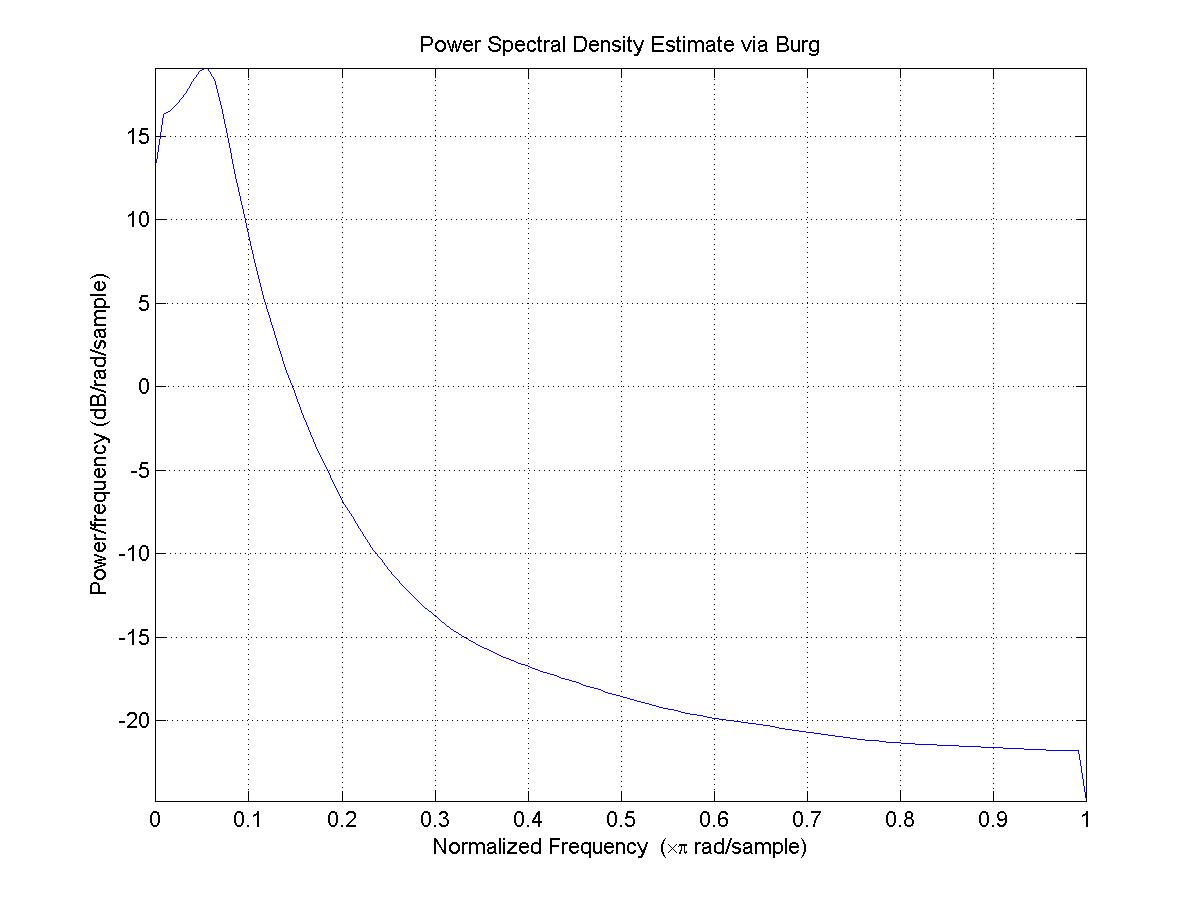 Power Spectral Density Estimate via Burg
15
10
5
0
-5
-10
-15
-20
Power/frequency (dB/rad/sample)
0 0.1 0.2 0.3 0.4 0.5 0.6 0.7 0.8 0.9 1
Normalized Frequency (×π rad/sample)